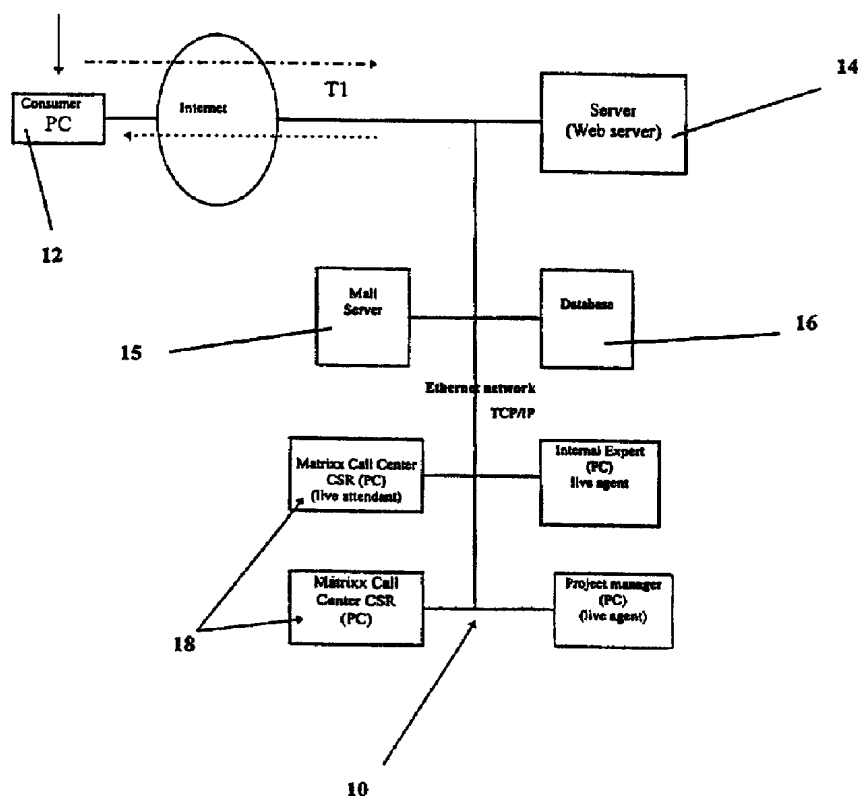 14
T1
Consumer
PC
Internet
Server
(Web server)
12
Mail
Server
Database
16
15
Ethernet network
TCP/IP
Matrixx Call Center
CSR (PC)
(live attendant)
Internal Expert
(PC)
live agent
Matrixx Call
Center CSR
(PC)
Project manager
(PC)
(live agent)
18
10